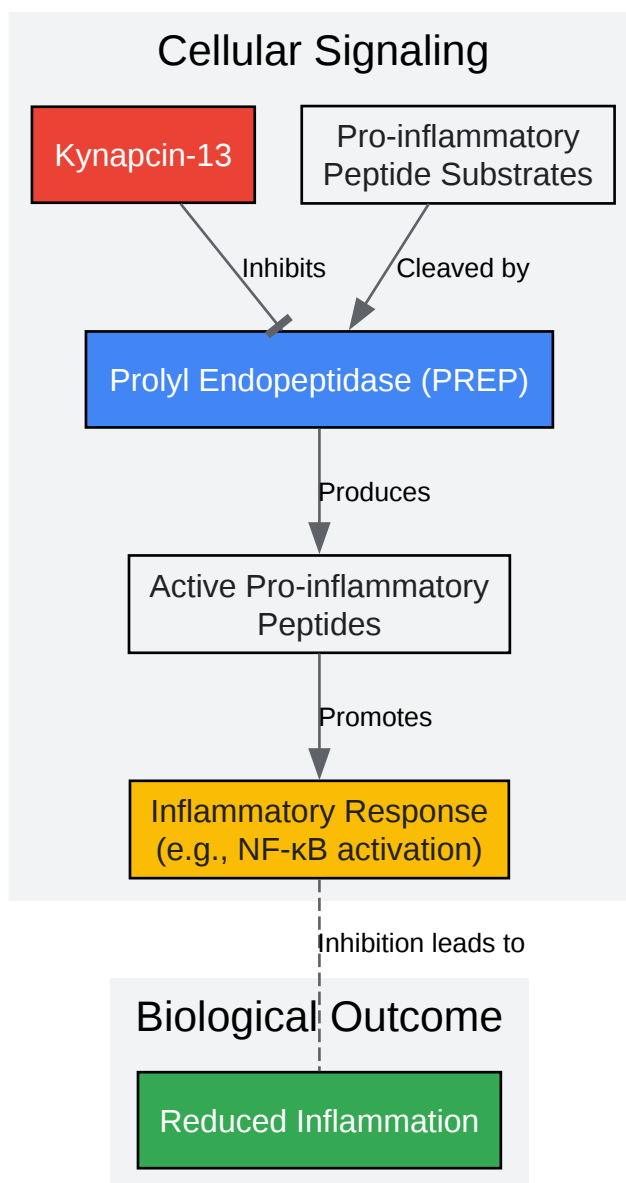 Cellular Signaling
Kynapcin-13
Pro-inflammatory
Peptide Substrates
Inhibits
Cleaved by
Prolyl Endopeptidase (PREP)
Produces
Active Pro-inflammatory
Peptides
Promotes
Inflammatory Response
(e.g., NF-κB activation)
Inhibition leads to
Biological Outcome
Reduced Inflammation